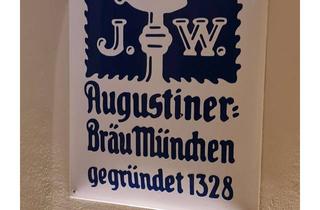 J. W.
Augustiner=
Bräu München
gegründet 1328